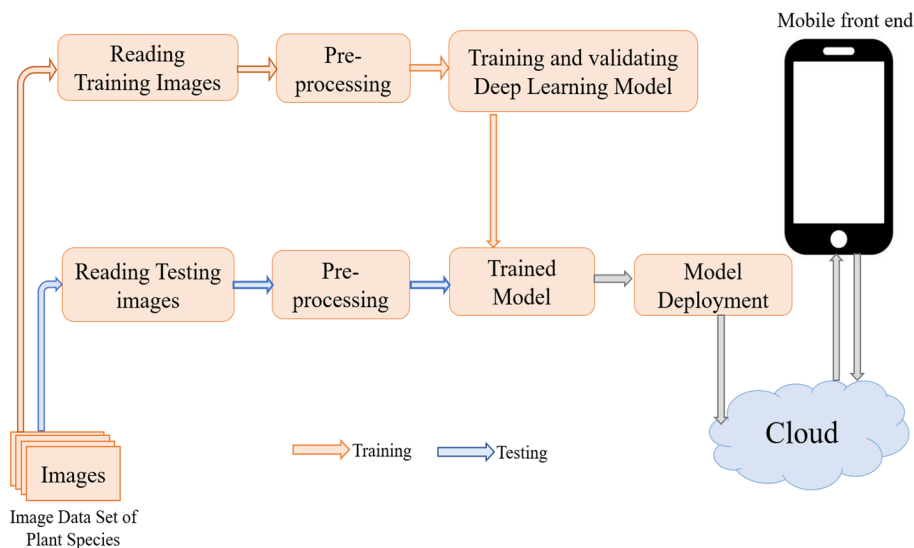 Mobile front end
Reading
Training Images
Pre-
processing
Training and validating
Deep Learning Model
Reading Testing
images
Pre-
processing
Trained
Model
Model
Deployment
Cloud
Images
Training
Testing
Image Data Set of
Plant Species